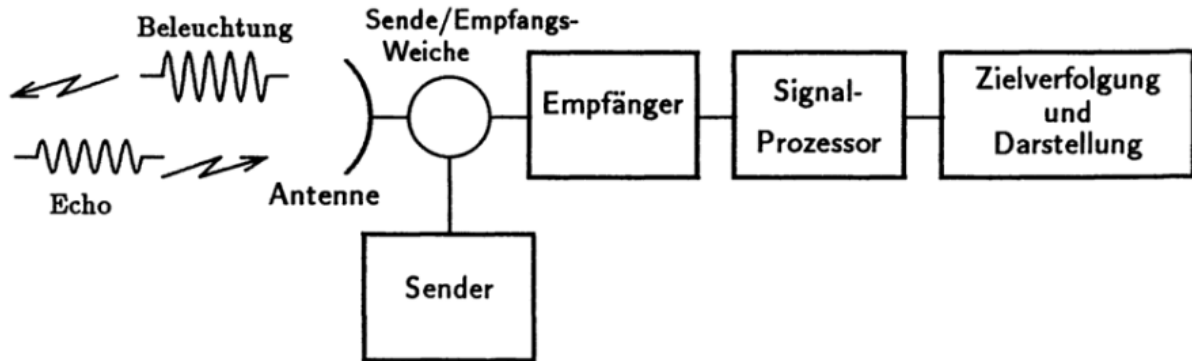 Beleuchtung
Echo
Antenne
Sende/Empfangs-
Weiche
Sender
Empfänger
Signal-
Prozessor
Zielverfolgung
und
Darstellung